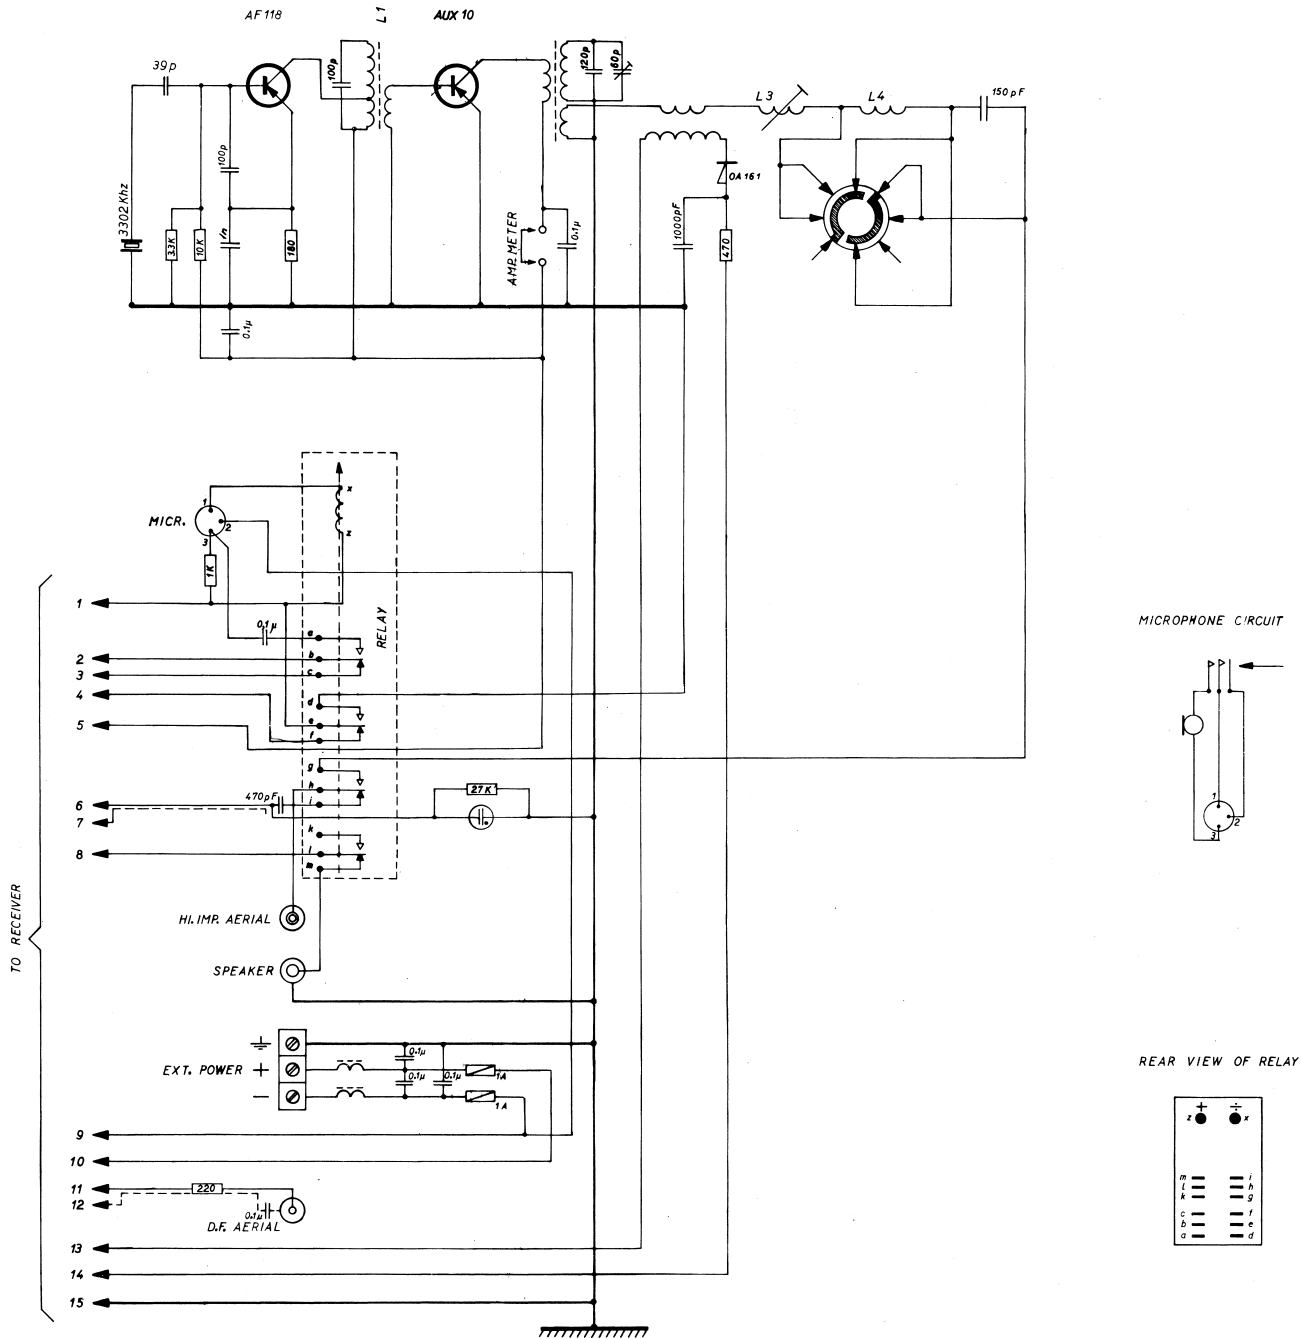 AF 118
L1
AUX 10
39p
100p
120p
60p
L3
L4
150pF
100p
OA 161
3302 Khz
3.3K
10K
1n
180
AMP. METER
0.1µ
1000pF
470
0.1µ
MICR.
1
2
3
x
z
1K
RELAY
0.1µ
MICROPHONE CIRCUIT
1
2
3
4
5
6
7
8
a
b
c
d
e
f
g
h
i
k
l
m
470pF
27K
1
2
3
TO RECEIVER
HI. IMP. AERIAL
SPEAKER
EXT. POWER
+
−
0.1µ
0.1µ
0.1µ
1A
1A
REAR VIEW OF RELAY
+
÷
z
x
m
i
l
h
k
g
c
f
b
e
a
d
9
10
11
220
12
0.1µ
D.F. AERIAL
13
14
15